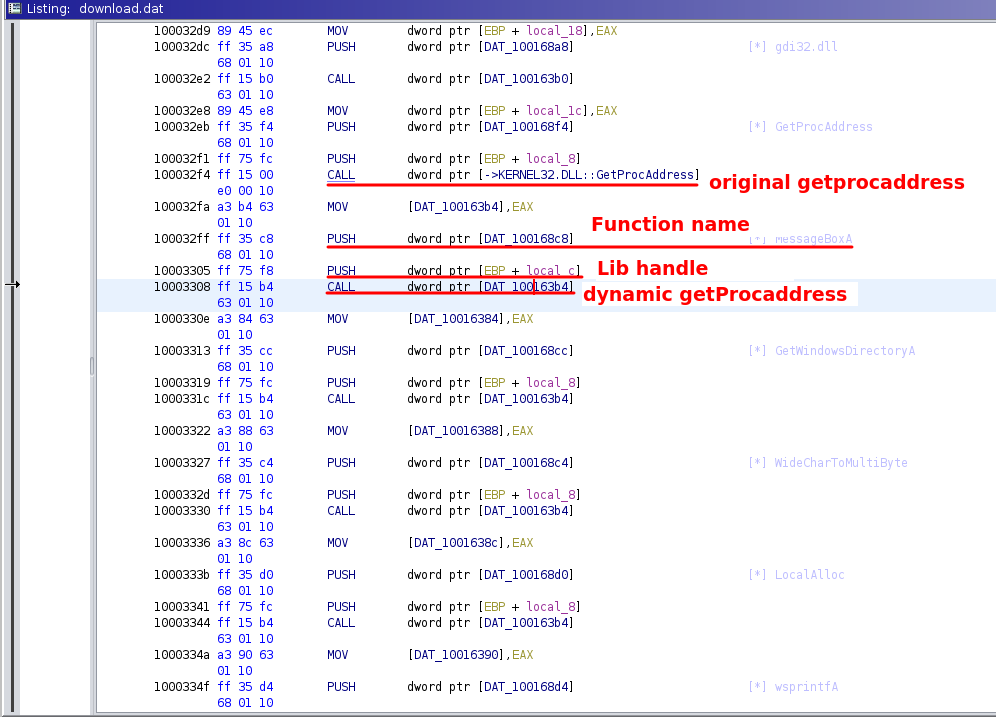 Listing: download.dat
100032d9 89 45 ec MOV dword ptr [EBP + local_18],EAX
100032dc ff 35 a8 PUSH dword ptr [DAT_100168a8] [*] gdi32.dll
68 01 10
100032e2 ff 15 b0 CALL dword ptr [DAT_100163b0]
63 01 10
100032e8 89 45 e8 MOV dword ptr [EBP + local_1c],EAX
100032eb ff 35 f4 PUSH dword ptr [DAT_100168f4] [*] GetProcAddress
68 01 10
100032f1 ff 75 fc PUSH dword ptr [EBP + local_8]
100032f4 ff 15 00 CALL dword ptr [->KERNEL32.DLL::GetProcAddress] original getprocaddress
e0 00 10
100032fa a3 b4 63 MOV [DAT_100163b4],EAX
01 10 Function name
100032ff ff 35 c8 PUSH dword ptr [DAT_100168c8] [*] MessageBoxA
68 01 10
10003305 ff 75 f8 PUSH dword ptr [EBP + local_c] Lib handle
10003308 ff 15 b4 CALL dword ptr [DAT_100163b4] dynamic getProcaddress
63 01 10
1000330e a3 84 63 MOV [DAT_10016384],EAX
01 10
10003313 ff 35 cc PUSH dword ptr [DAT_100168cc] [*] GetWindowsDirectoryA
68 01 10
10003319 ff 75 fc PUSH dword ptr [EBP + local_8]
1000331c ff 15 b4 CALL dword ptr [DAT_100163b4]
63 01 10
10003322 a3 88 63 MOV [DAT_10016388],EAX
01 10
10003327 ff 35 c4 PUSH dword ptr [DAT_100168c4] [*] WideCharToMultiByte
68 01 10
1000332d ff 75 fc PUSH dword ptr [EBP + local_8]
10003330 ff 15 b4 CALL dword ptr [DAT_100163b4]
63 01 10
10003336 a3 8c 63 MOV [DAT_1001638c],EAX
01 10
1000333b ff 35 d0 PUSH dword ptr [DAT_100168d0] [*] LocalAlloc
68 01 10
10003341 ff 75 fc PUSH dword ptr [EBP + local_8]
10003344 ff 15 b4 CALL dword ptr [DAT_100163b4]
63 01 10
1000334a a3 90 63 MOV [DAT_10016390],EAX
01 10
1000334f ff 35 d4 PUSH dword ptr [DAT_100168d4] [*] wsprintfA
68 01 10